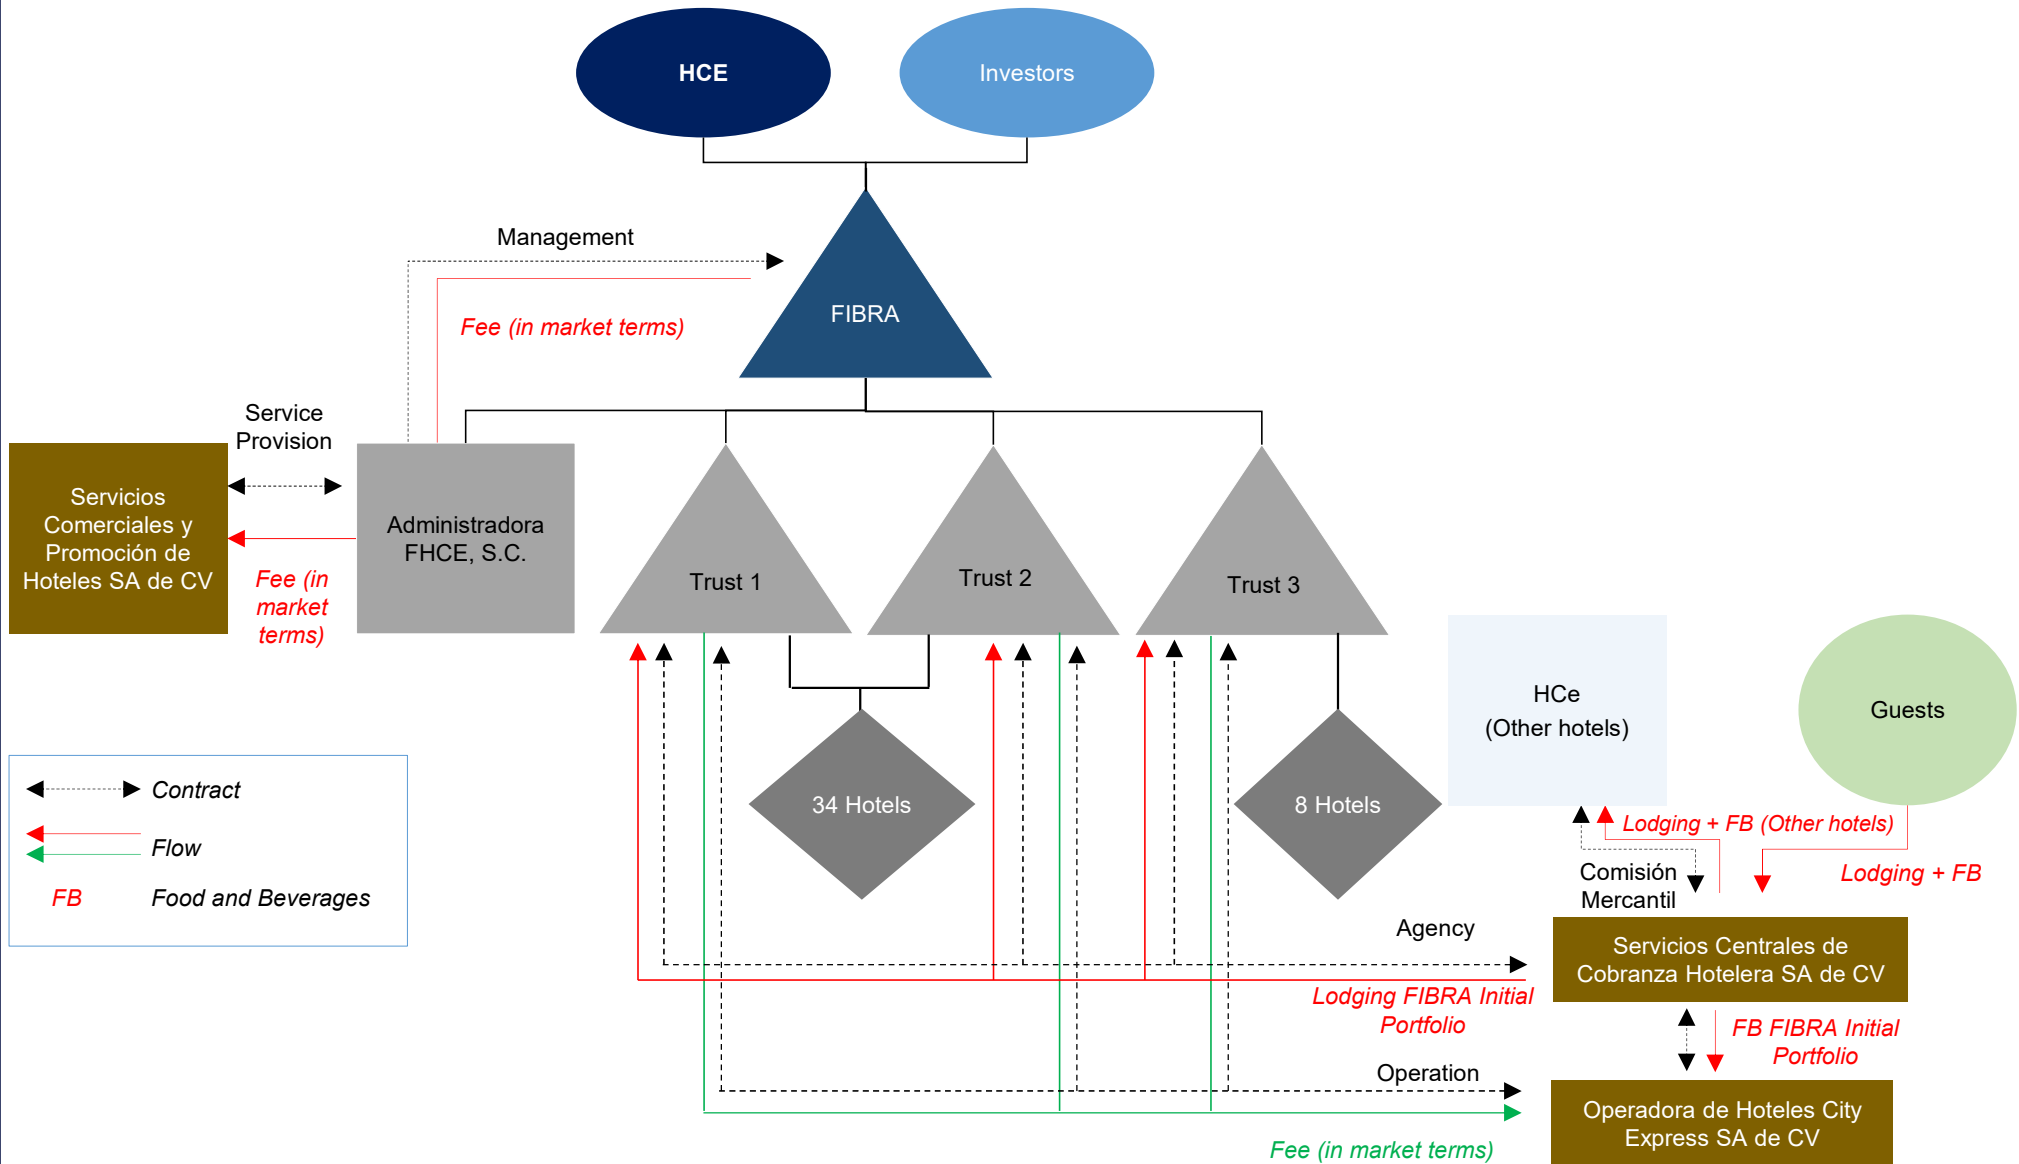 HCE
Investors
Management
FIBRA
Fee (in market terms)
Service
Provision
Servicios
Comerciales y
Promoción de
Hoteles SA de CV
Administradora
FHCE, S.C.
Fee (in
market
terms)
Trust 1
Trust 2
Trust 3
HCe
(Other hotels)
Guests
34 Hotels
8 Hotels
Contract
Flow
FB
Food and Beverages
Lodging + FB (Other hotels)
Lodging + FB
Comisión
Mercantil
Agency
Servicios Centrales de
Cobranza Hotelera SA de CV
Lodging FIBRA Initial
Portfolio
FB FIBRA Initial
Portfolio
Operation
Operadora de Hoteles City
Express SA de CV
Fee (in market terms)